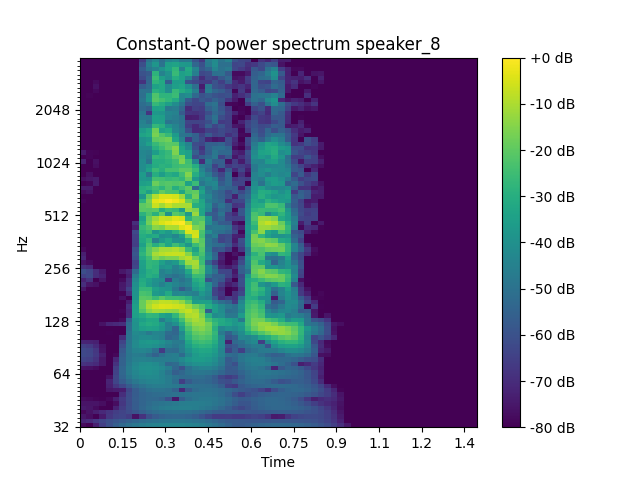 Constant-Q power spectrum speaker_8
Hz
2048
1024
512
256
128
64
32
0 0.15 0.3 0.45 0.6 0.75 0.9 1.1 1.2 1.4
Time
+0 dB
-10 dB
-20 dB
-30 dB
-40 dB
-50 dB
-60 dB
-70 dB
-80 dB